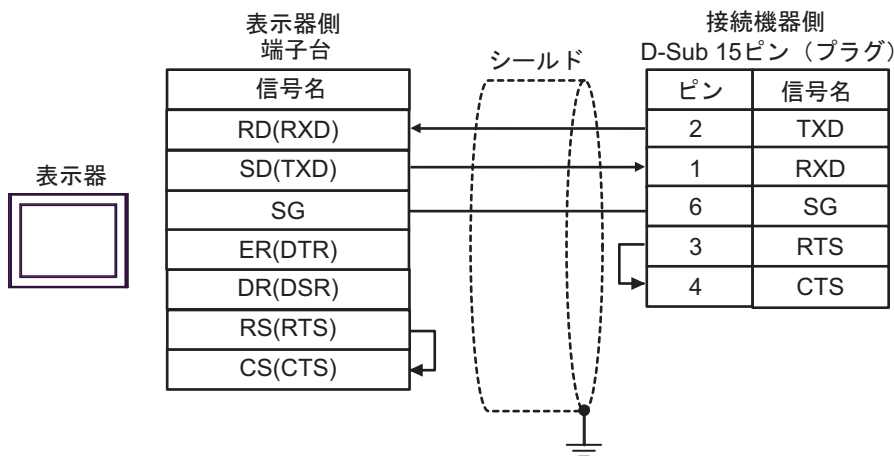 表示器側
端子台
信号名
RD(RXD)
SD(TXD)
SG
ER(DTR)
DR(DSR)
RS(RTS)
CS(CTS)
表示器
シールド
接続機器側
D-Sub 15ピン（プラグ）
ピン 信号名
2 TXD
1 RXD
6 SG
3 RTS
4 CTS